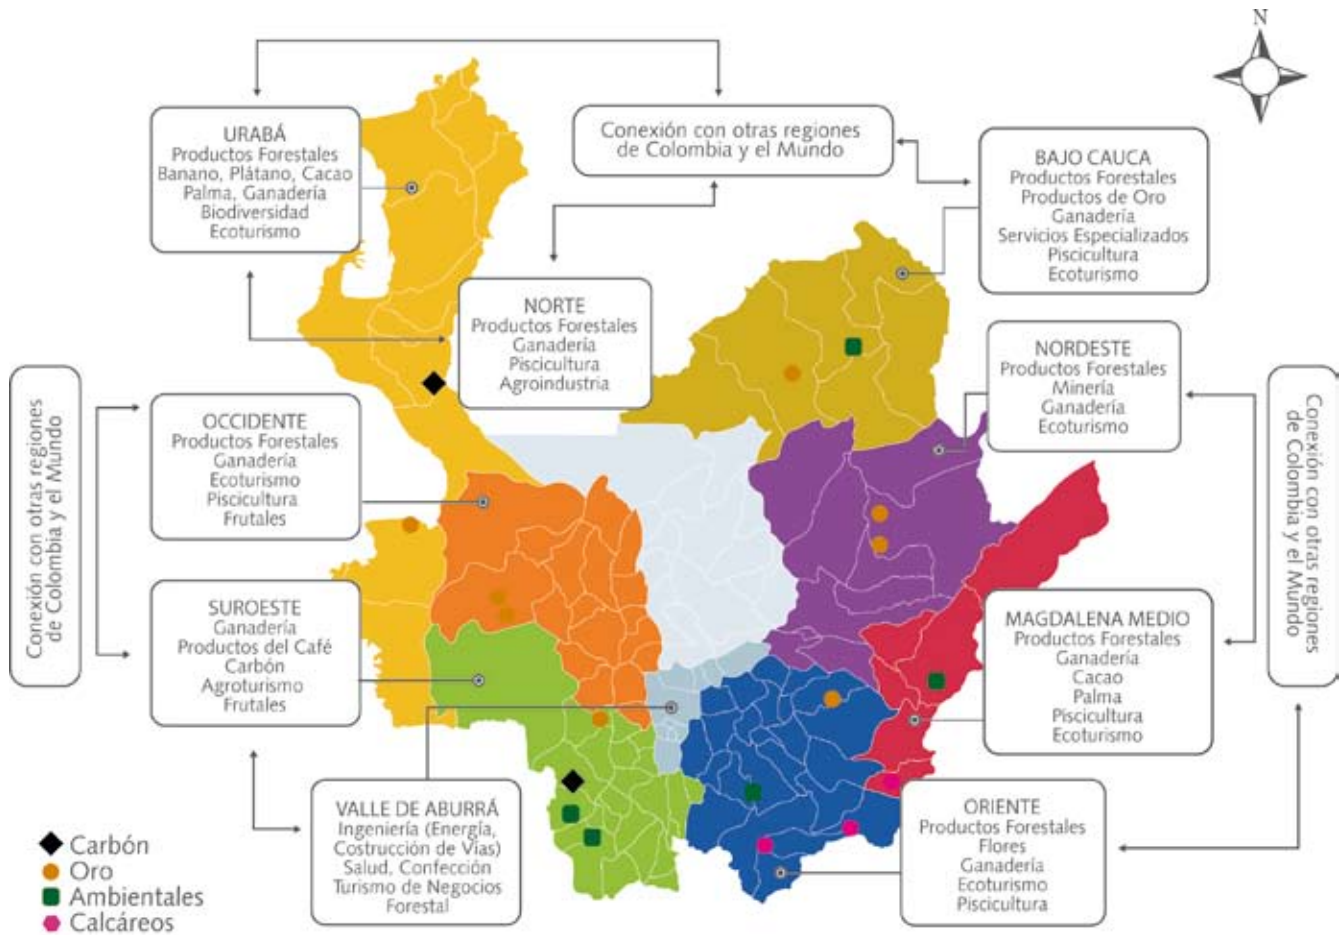 N
URABÁ
Productos Forestales
Banano, Plátano, Cacao
Palma, Ganadería
Biodiversidad
Ecoturismo
Conexión con otras regiones
de Colombia y el Mundo
BAJO CAUCA
Productos Forestales
Productos de Oro
Ganadería
Servicios Especializados
Piscicultura
Ecoturismo
NORTE
Productos Forestales
Ganadería
Piscicultura
Agroindustria
NORDESTE
Productos Forestales
Minería
Ganadería
Ecoturismo
Conexión con otras regiones
de Colombia y el Mundo
OCCIDENTE
Productos Forestales
Ganadería
Ecoturismo
Piscicultura
Frutales
Conexión con otras regiones
de Colombia y el Mundo
SUROESTE
Ganadería
Productos del Café
Carbón
Agroturismo
Frutales
MAGDALENA MEDIO
Productos Forestales
Ganadería
Cacao
Palma
Piscicultura
Ecoturismo
VALLE DE ABURRÁ
Ingeniería (Energía,
Costrucción de Vías)
Salud, Confección
Turismo de Negocios
Forestal
ORIENTE
Productos Forestales
Flores
Ganadería
Ecoturismo
Piscicultura
Carbón
Oro
Ambientales
Calcáreos